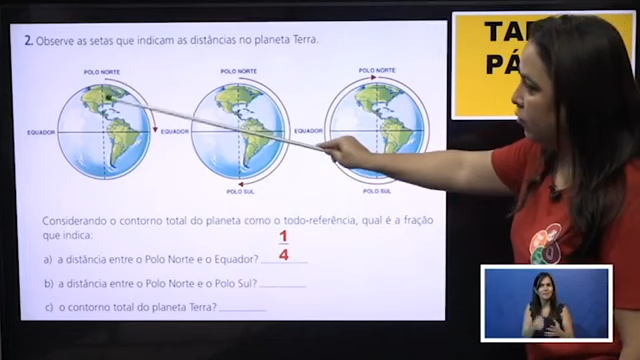 2. Observe as setas que indicam as distâncias no planeta Terra.
POLO NORTE
POLO NORTE
POLO NORTE
EQUADOR
EQUADOR
EQUADOR
POLO SUL
POLO SUL
Considerando o contorno total do planeta como o todo-referência, qual é a fração
que indica:
a) a distância entre o Polo Norte e o Equador?
1
4
b) a distância entre o Polo Norte e o Polo Sul?
c) o contorno total do planeta Terra?